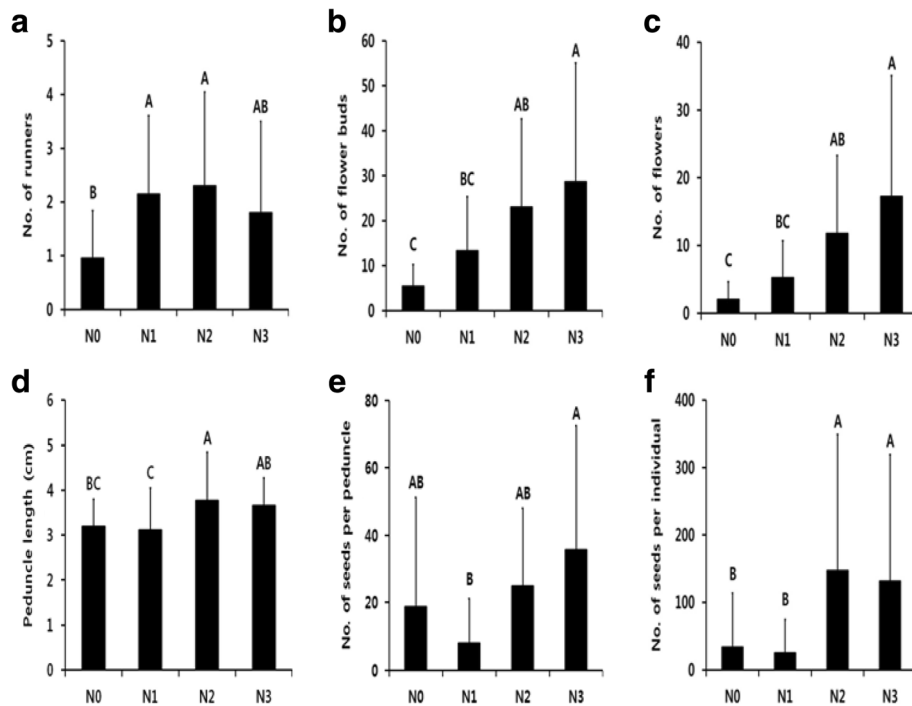 a
5
4
3
2
1
0
No. of runners
B
A
A
AB
N0 N1 N2 N3
b
60
50
40
30
20
10
0
No. of flower buds
C
BC
AB
A
N0 N1 N2 N3
c
40
30
20
10
0
No. of flowers
C
BC
AB
A
N0 N1 N2 N3
d
6
5
4
3
2
1
0
Peduncle length (cm)
BC
C
A
AB
N0 N1 N2 N3
e
80
60
40
20
0
No. of seeds per peduncle
AB
B
AB
A
N0 N1 N2 N3
f
400
300
200
100
0
No. of seeds per individual
B
B
A
A
N0 N1 N2 N3